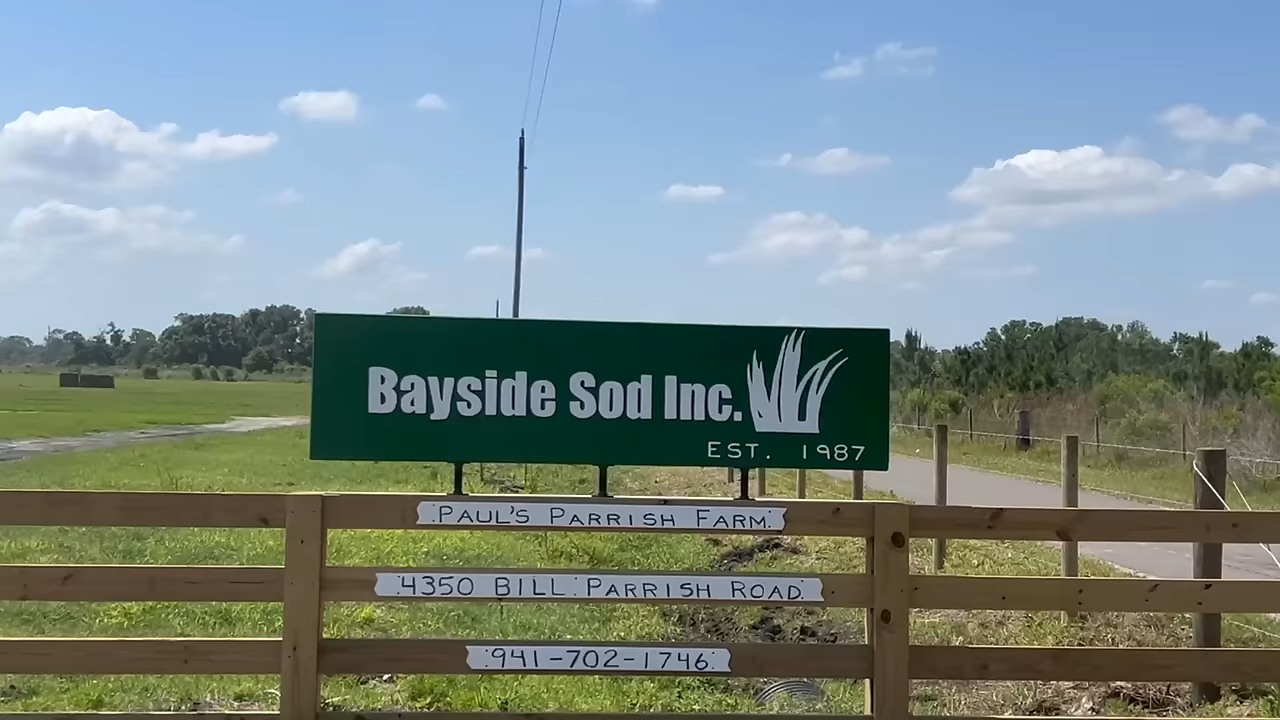 Bayside Sod Inc.
EST. 1987
PAUL'S PARRISH FARM
4350 BILL PARRISH ROAD
941-702-1746